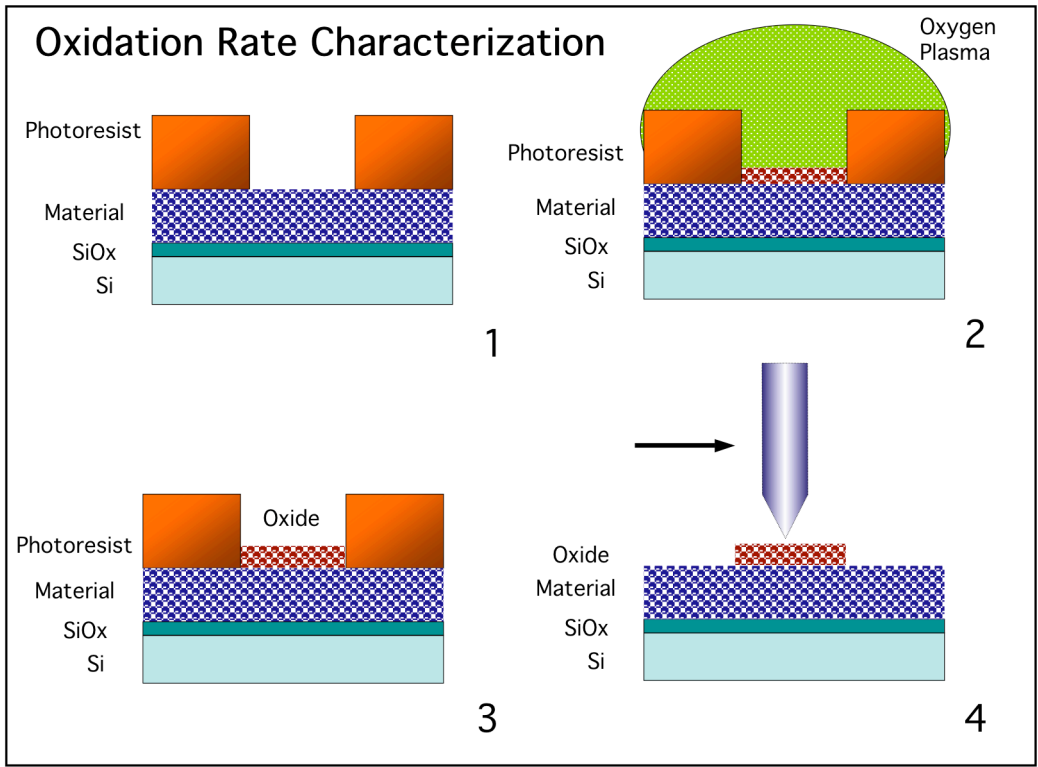 Oxidation Rate Characterization
Photoresist
Material
SiOx
Si
1
Oxygen
Plasma
Photoresist
Material
SiOx
Si
2
Oxide
Photoresist
Material
SiOx
Si
3
Oxide
Material
SiOx
Si
4